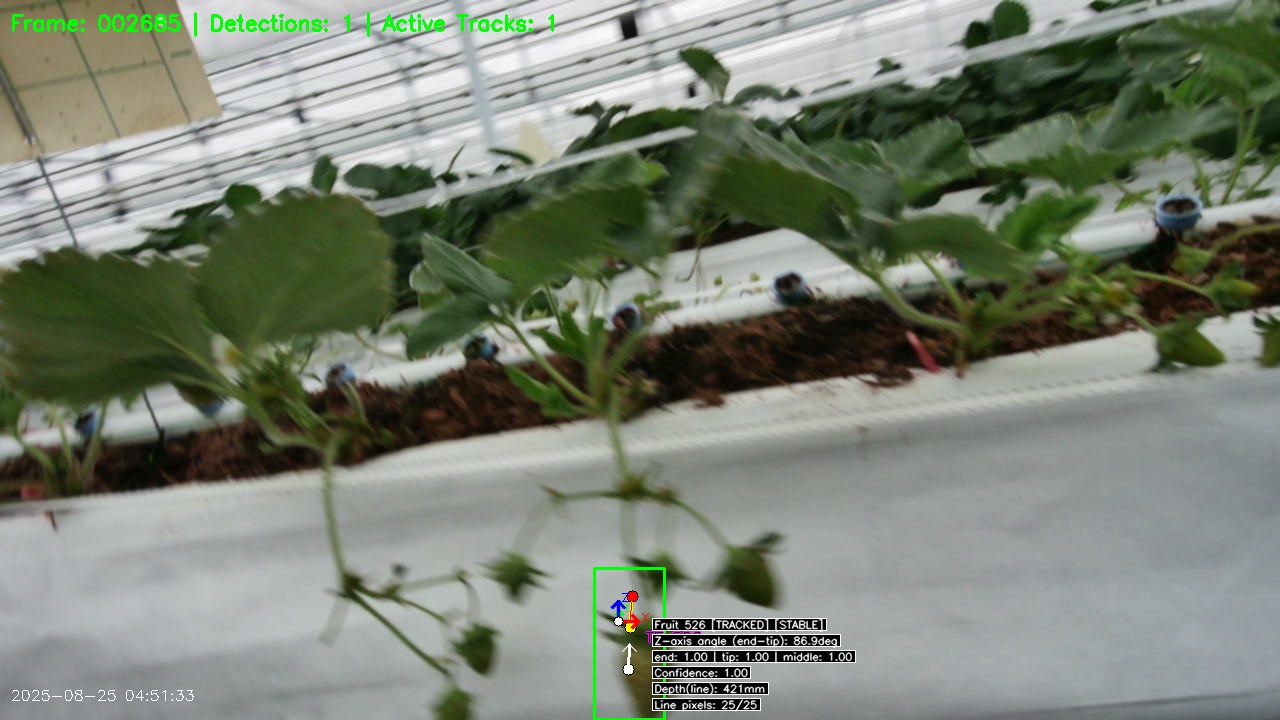 Frame: 002685 | Detections: 1 | Active Tracks: 1
Z
X
Fruit 526 [TRACKED] [STABLE]
Z-axis angle (end-tip): 86.9deg
end: 1.00 | tip: 1.00 | middle: 1.00
Confidence: 1.00
Depth(line): 421mm
Line pixels: 25/25
2025-08-25 04:51:33